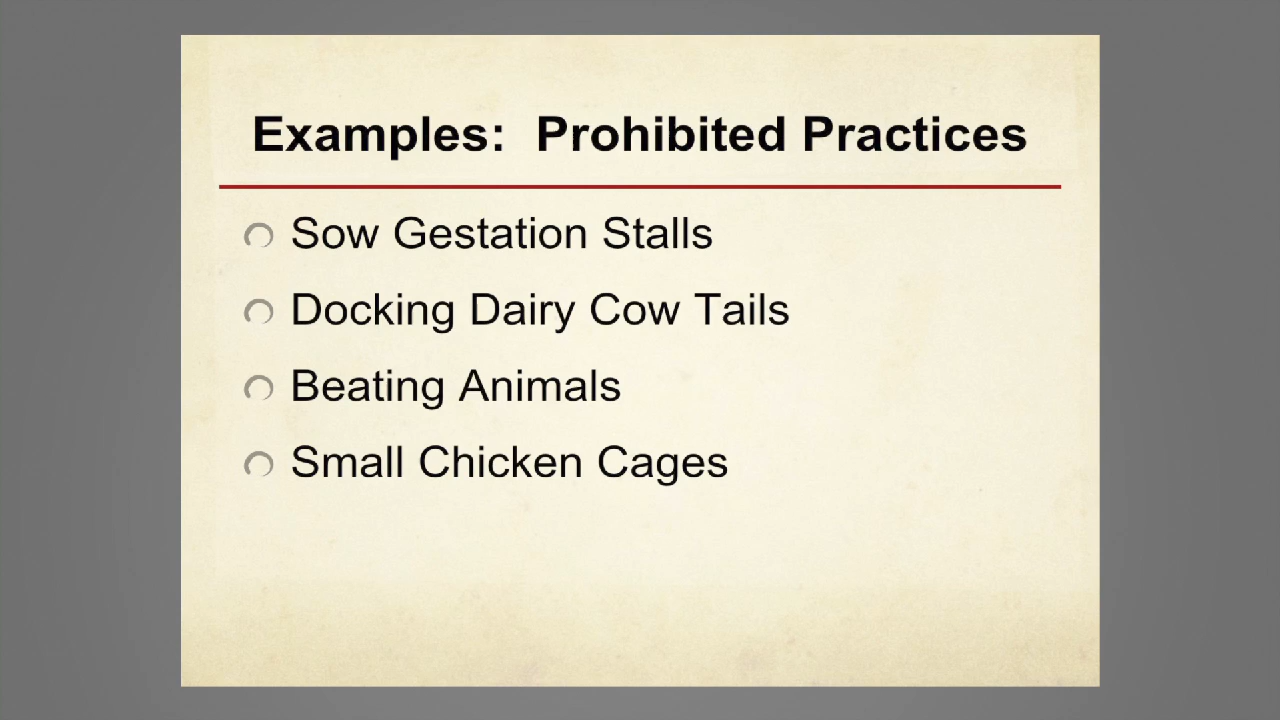 Examples:  Prohibited Practices
Sow Gestation Stalls
Docking Dairy Cow Tails
Beating Animals
Small Chicken Cages